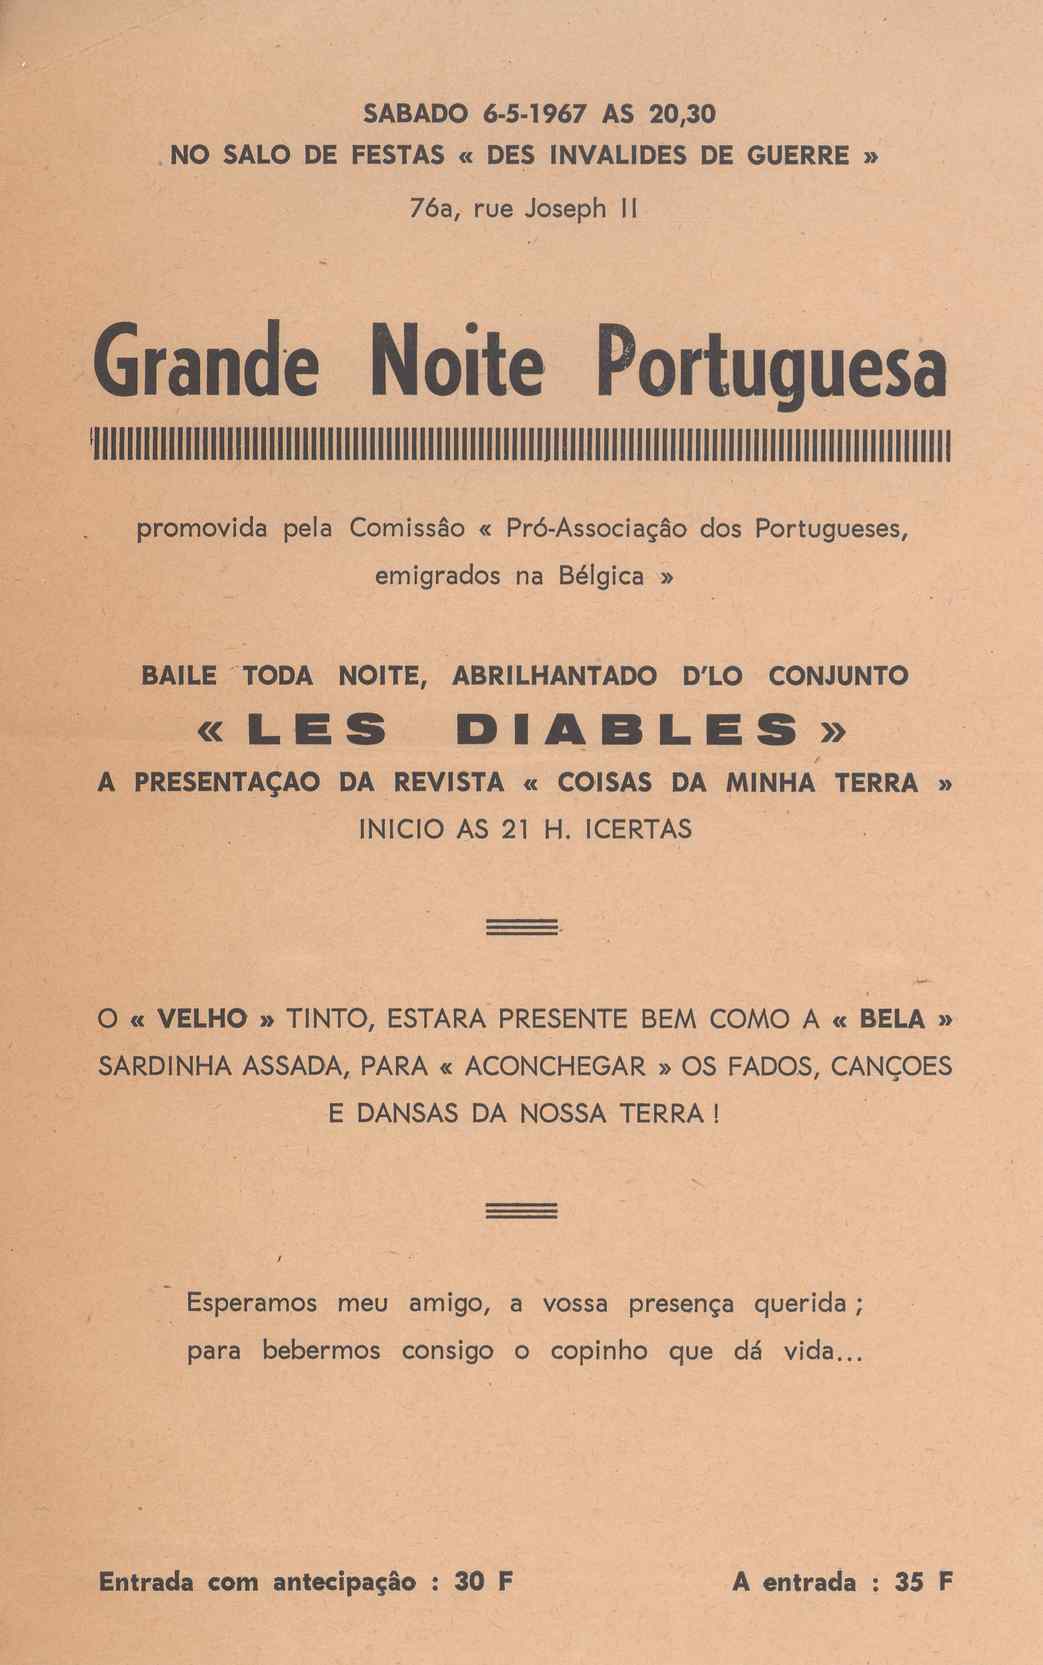 SABADO 6-5-1967 AS 20,30
NO SALO DE FESTAS « DES INVALIDES DE GUERRE »
76a, rue Joseph II
Grande Noite Portuguesa
promovida pela Comissâo « Pró-Associaçâo dos Portugueses,
emigrados na Bélgica »
BAILE TODA NOITE, ABRILHANTADO D'LO CONJUNTO
« LES DIABLES »
A PRESENTAÇAO DA REVISTA « COISAS DA MINHA TERRA »
INICIO AS 21 H. ICERTAS
O « VELHO » TINTO, ESTARA PRESENTE BEM COMO A « BELA »
SARDINHA ASSADA, PARA « ACONCHEGAR » OS FADOS, CANÇOES
E DANSAS DA NOSSA TERRA !
Esperamos meu amigo, a vossa presença querida ;
para bebermos consigo o copinho que dá vida...
Entrada com antecipaçâo : 30 F A entrada : 35 F